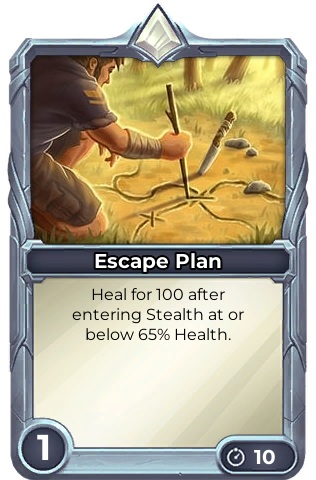 Escape Plan
Heal for 100 after
entering Stealth at or
below 65% Health.
1
10